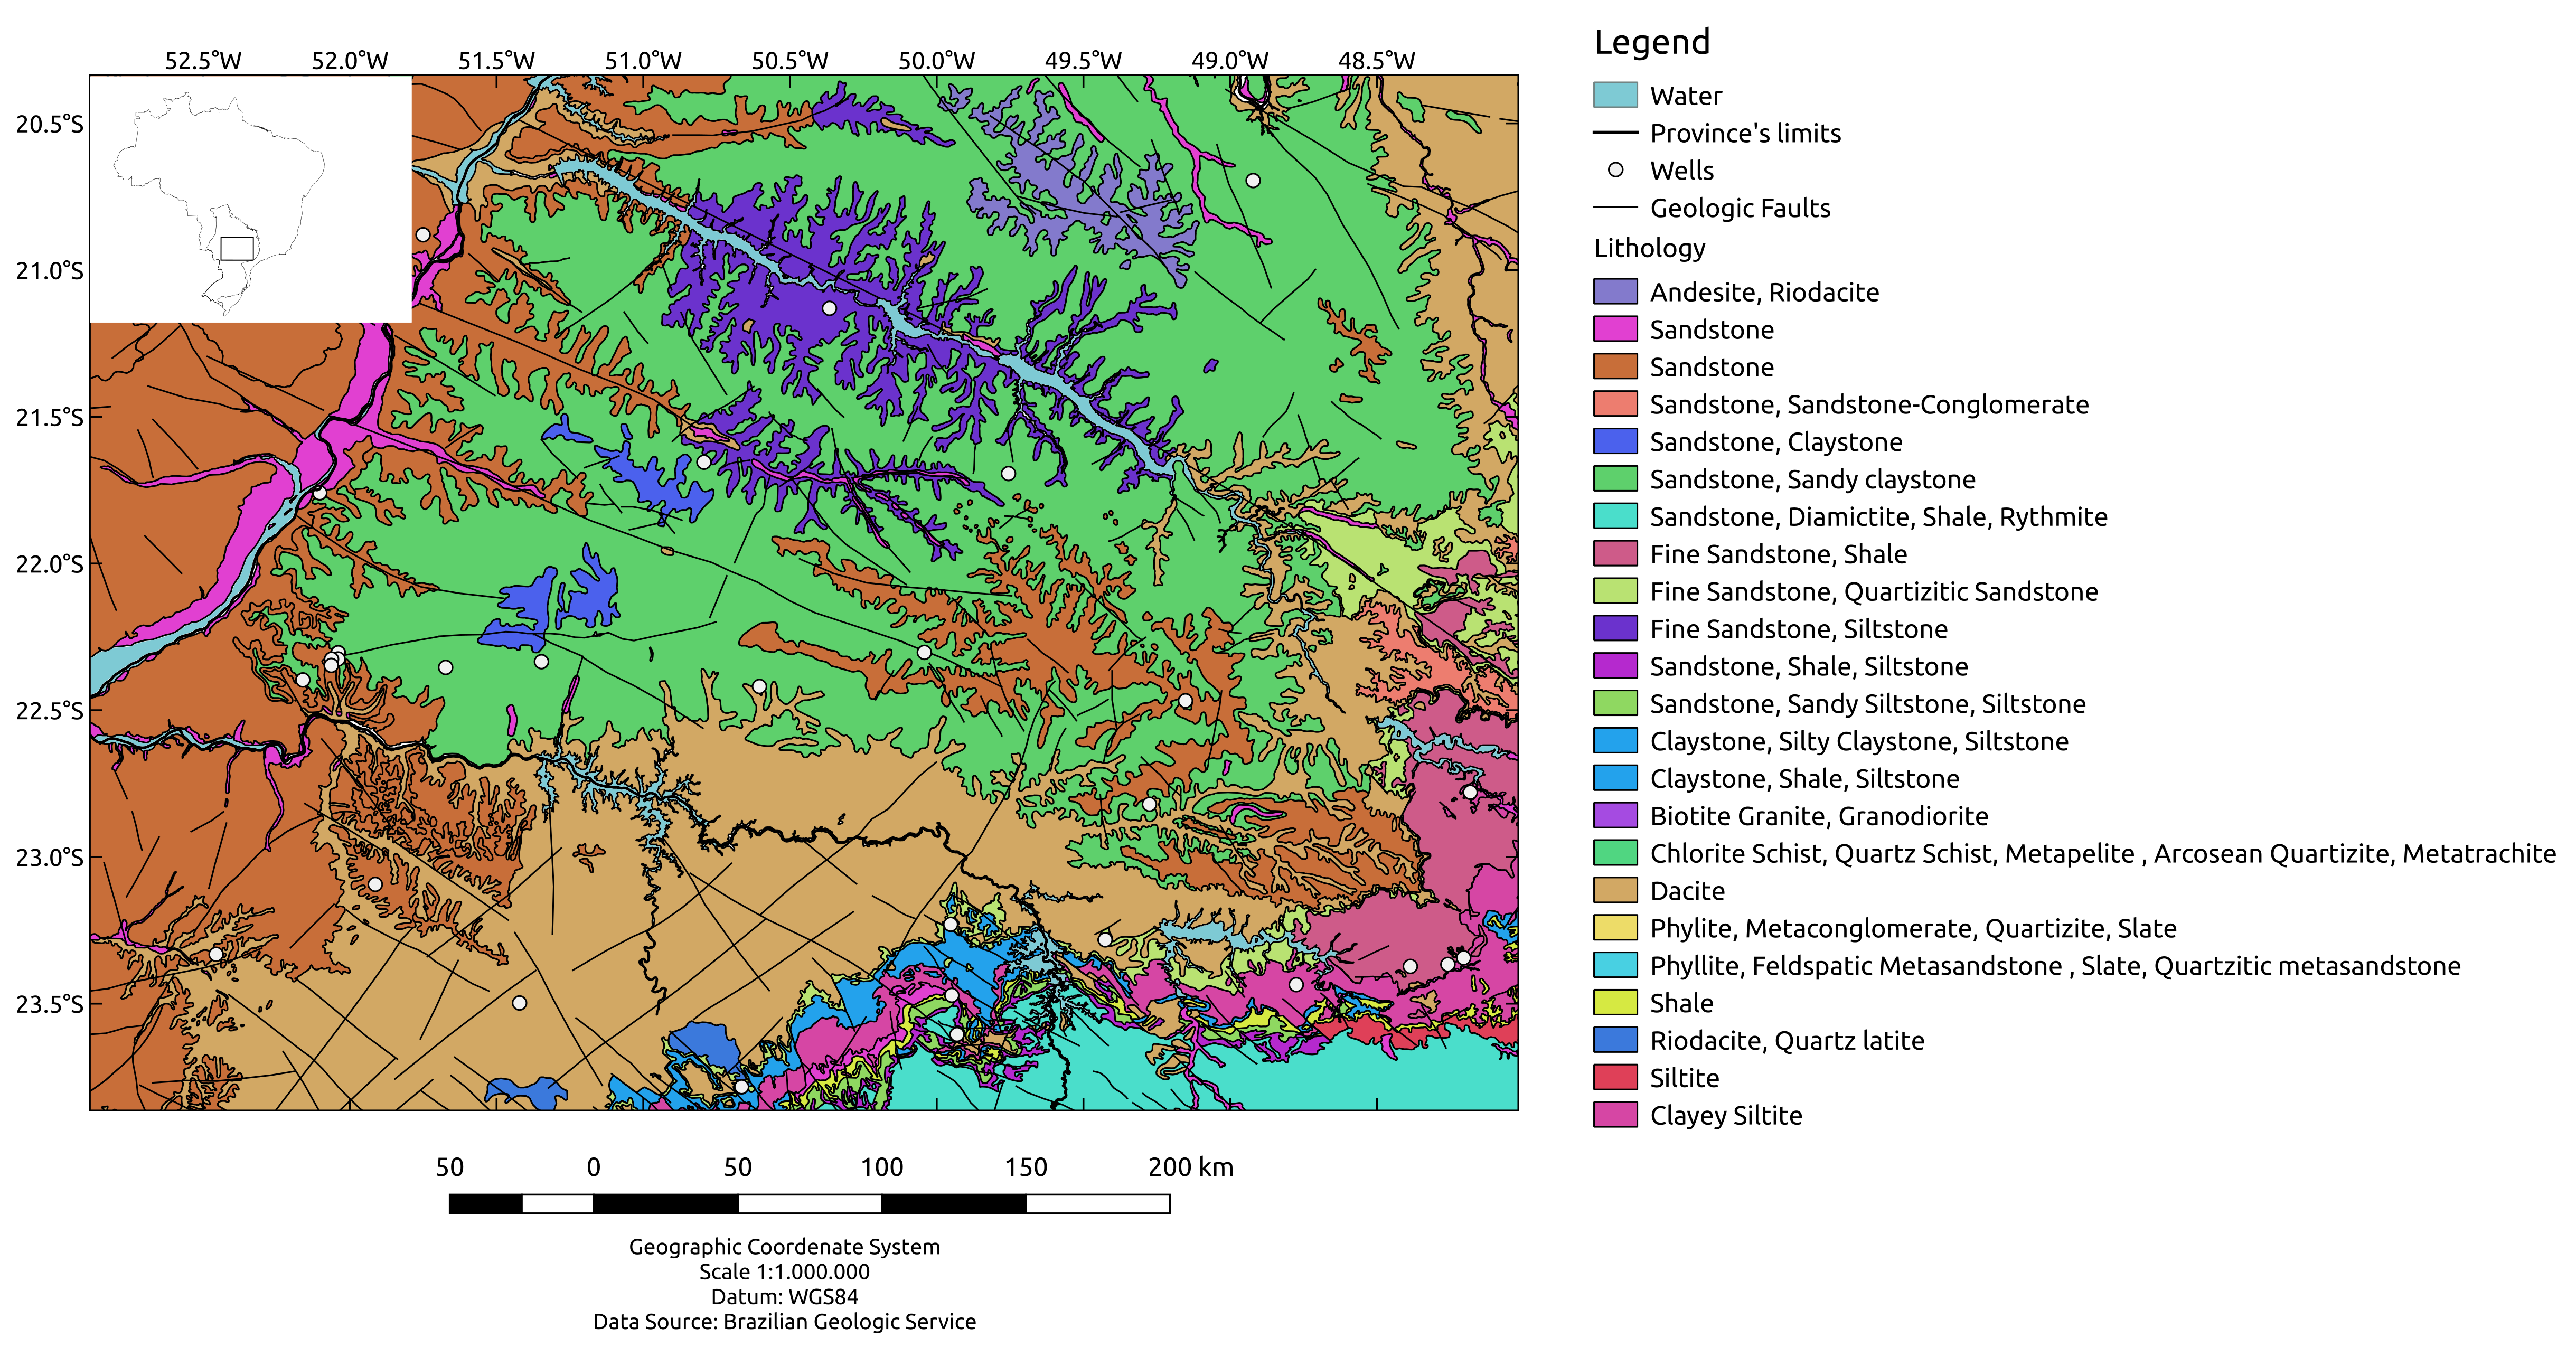 Legend
52.5°W 52.0°W 51.5°W 51.0°W 50.5°W 50.0°W 49.5°W 49.0°W 48.5°W
20.5°S
21.0°S
21.5°S
22.0°S
22.5°S
23.0°S
23.5°S
Water
Province's limits
Wells
Geologic Faults
Lithology
Andesite, Riodacite
Sandstone
Sandstone
Sandstone, Sandstone-Conglomerate
Sandstone, Claystone
Sandstone, Sandy claystone
Sandstone, Diamictite, Shale, Rythmite
Fine Sandstone, Shale
Fine Sandstone, Quartizitic Sandstone
Fine Sandstone, Siltstone
Sandstone, Shale, Siltstone
Sandstone, Sandy Siltstone, Siltstone
Claystone, Silty Claystone, Siltstone
Claystone, Shale, Siltstone
Biotite Granite, Granodiorite
Chlorite Schist, Quartz Schist, Metapelite , Arcosean Quartizite, Metatrachite
Dacite
Phylite, Metaconglomerate, Quartizite, Slate
Phyllite, Feldspatic Metasandstone , Slate, Quartzitic metasandstone
Shale
Riodacite, Quartz latite
Siltite
Clayey Siltite
50 0 50 100 150 200 km
Geographic Coordenate System
Scale 1:1.000.000
Datum: WGS84
Data Source: Brazilian Geologic Service